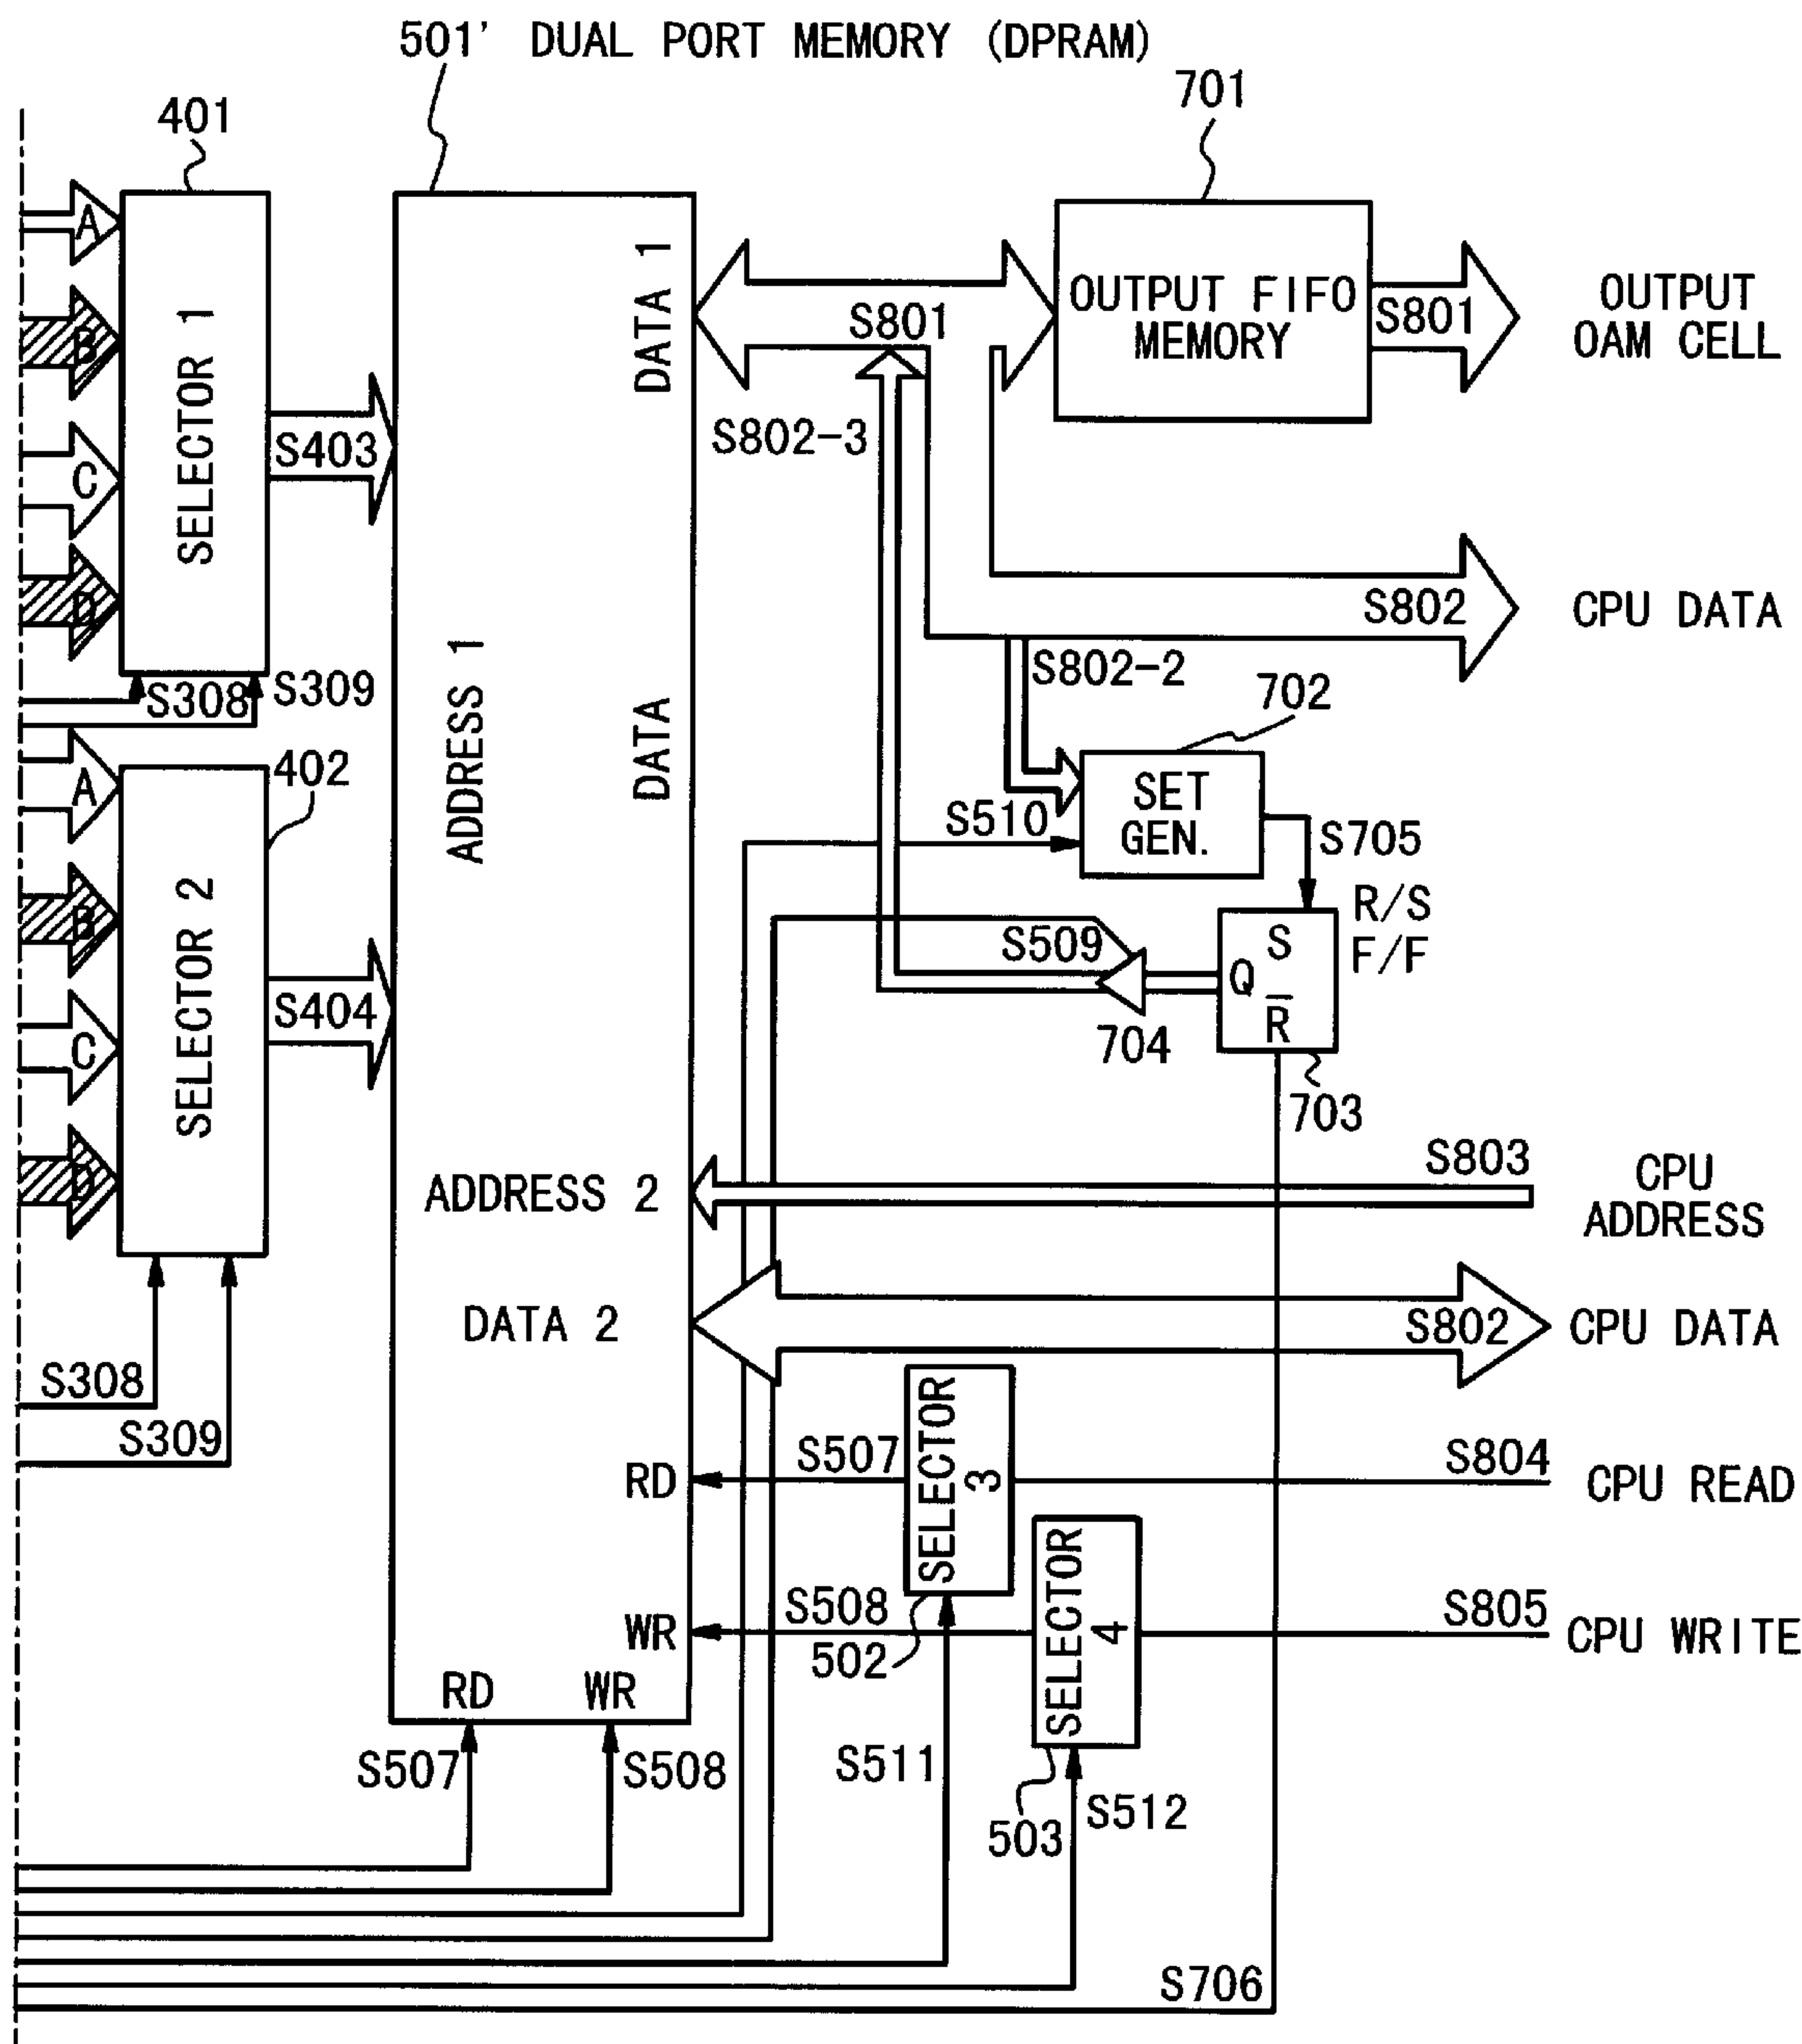 501' DUAL PORT MEMORY (DPRAM)
701
401
A
B
C
D
SELECTOR 1
S403
S308
S309
DATA 1
S801
OUTPUT FIFO
MEMORY
S801
OUTPUT
OAM CELL
S802-3
S802
CPU DATA
S802-2
702
ADDRESS 1
DATA
402
A
B
C
D
SELECTOR 2
S404
S510
SET
GEN.
S705
R/S
F/F
S509
S
Q
R̅
704
703
S803
CPU
ADDRESS
ADDRESS 2
DATA 2
S802
CPU DATA
S308
S309
RD
S507
SELECTOR 3
S804
CPU READ
WR
S508
502
SELECTOR 4
S805
CPU WRITE
RD
WR
S507
S508
S511
503
S512
S706